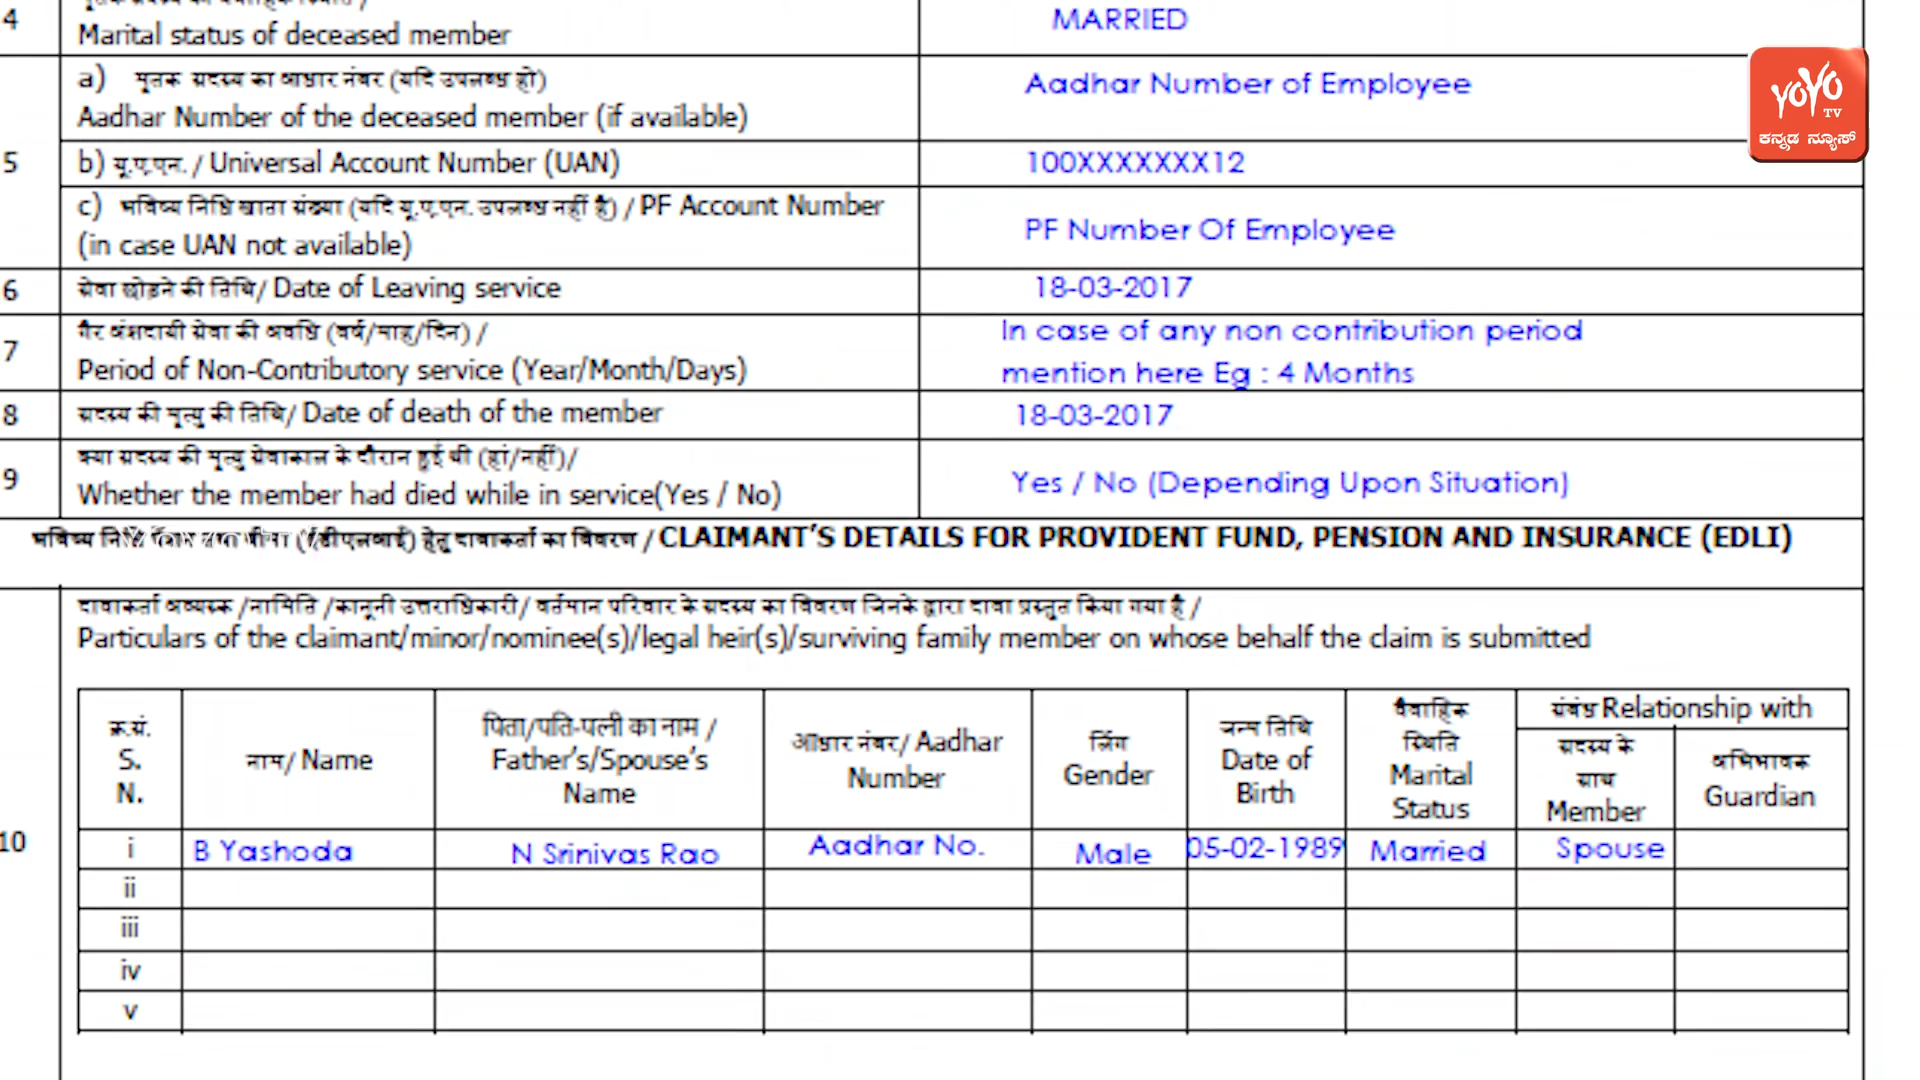 4
Marital status of deceased member
MARRIED
a) मृतक सदस्य का आधार नंबर (यदि उपलब्ध हो)
Aadhar Number of the deceased member (if available)
Aadhar Number of Employee
5
b) यू.ए.एन. / Universal Account Number (UAN)
100XXXXXXX12
c) भविष्य निधि खाता संख्या (यदि यू.ए.एन. उपलब्ध नहीं है) / PF Account Number
(in case UAN not available)
PF Number Of Employee
6
सेवा छोड़ने की तिथि/ Date of Leaving service
18-03-2017
7
गैर अंशदायी सेवा की अवधि (वर्ष/माह/दिन) /
Period of Non-Contributory service (Year/Month/Days)
In case of any non contribution period
mention here Eg : 4 Months
8
सदस्य की मृत्यु की तिथि/ Date of death of the member
18-03-2017
9
क्या सदस्य की मृत्यु सेवाकाल के दौरान हुई थी (हां/नहीं)/
Whether the member had died while in service(Yes / No)
Yes / No (Depending Upon Situation)
भविष्य हेतु दावाकर्ता का विवरण / CLAIMANT’S DETAILS FOR PROVIDENT FUND, PENSION AND INSURANCE (EDLI)
10
दावाकर्ता अवयस्क /नामिति /कानूनी उत्तराधिकारी/ वर्तमान परिवार के सदस्य का विवरण जिनके द्वारा दावा प्रस्तुत किया गया है /
Particulars of the claimant/minor/nominee(s)/legal heir(s)/surviving family member on whose behalf the claim is submitted
क्र.सं.
S.
N.
नाम/ Name
पिता/पति-पत्नी का नाम /
Father’s/Spouse’s
Name
आधार नंबर/ Aadhar
Number
लिंग
Gender
जन्म तिथि
Date of
Birth
वैवाहिक
स्थिति
Marital
Status
संबंध Relationship with
सदस्य के
साथ
Member
अभिभावक
Guardian
i B Yashoda N Srinivas Rao Aadhar No. Male 05-02-1989 Married Spouse
ii
iii
iv
v
YOYO
TV
ಕನ್ನಡ ನ್ಯೂಸ್